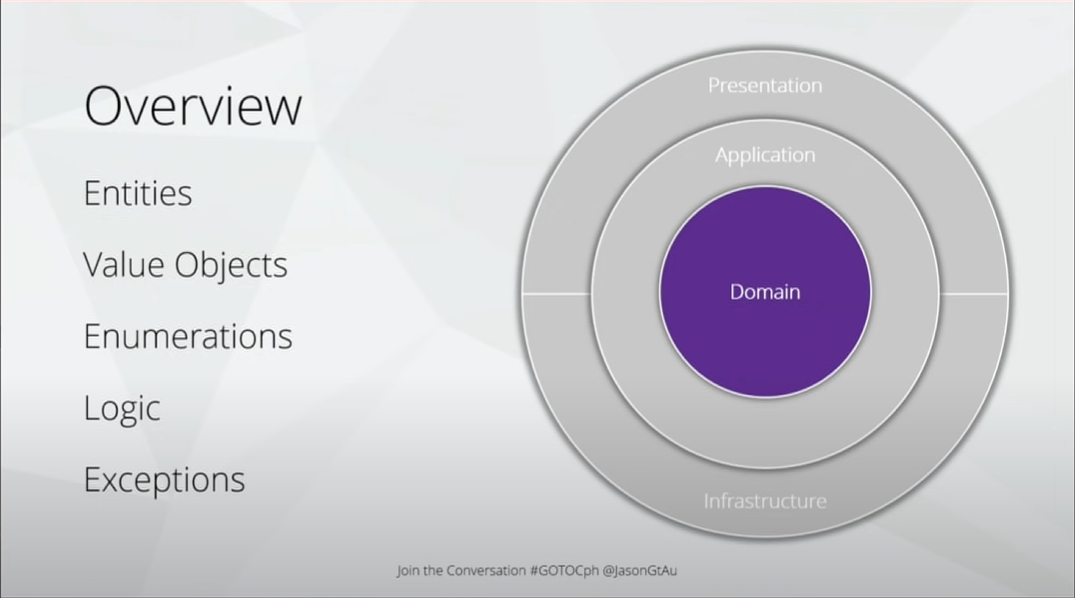 Overview
Entities
Value Objects
Enumerations
Logic
Exceptions
Presentation
Application
Domain
Infrastructure
Join the Conversation #GOTOCph @JasonGtAu